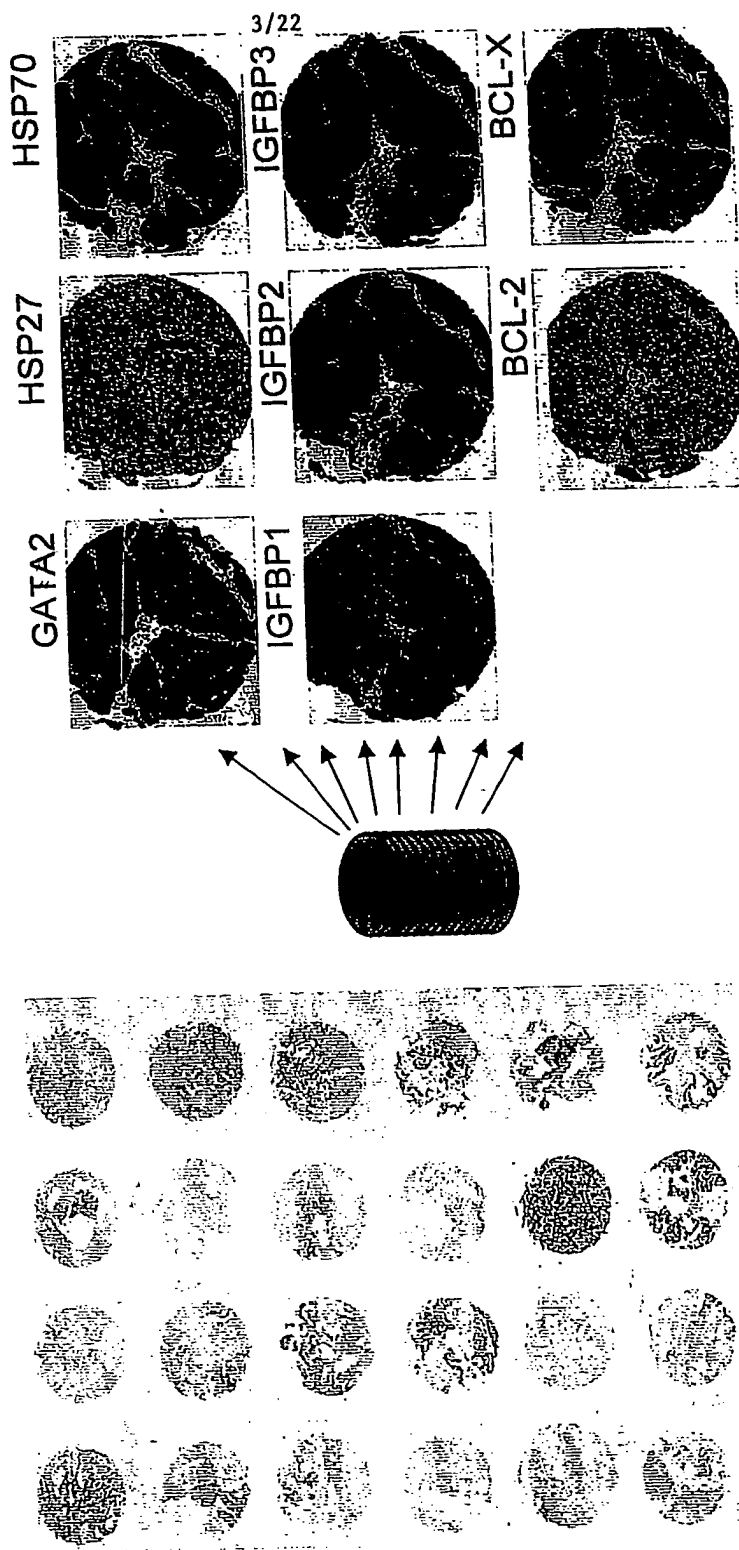 3/22
GATA2
HSP27
HSP70
IGFBP1
IGFBP2
IGFBP3
BCL-2
BCL-X